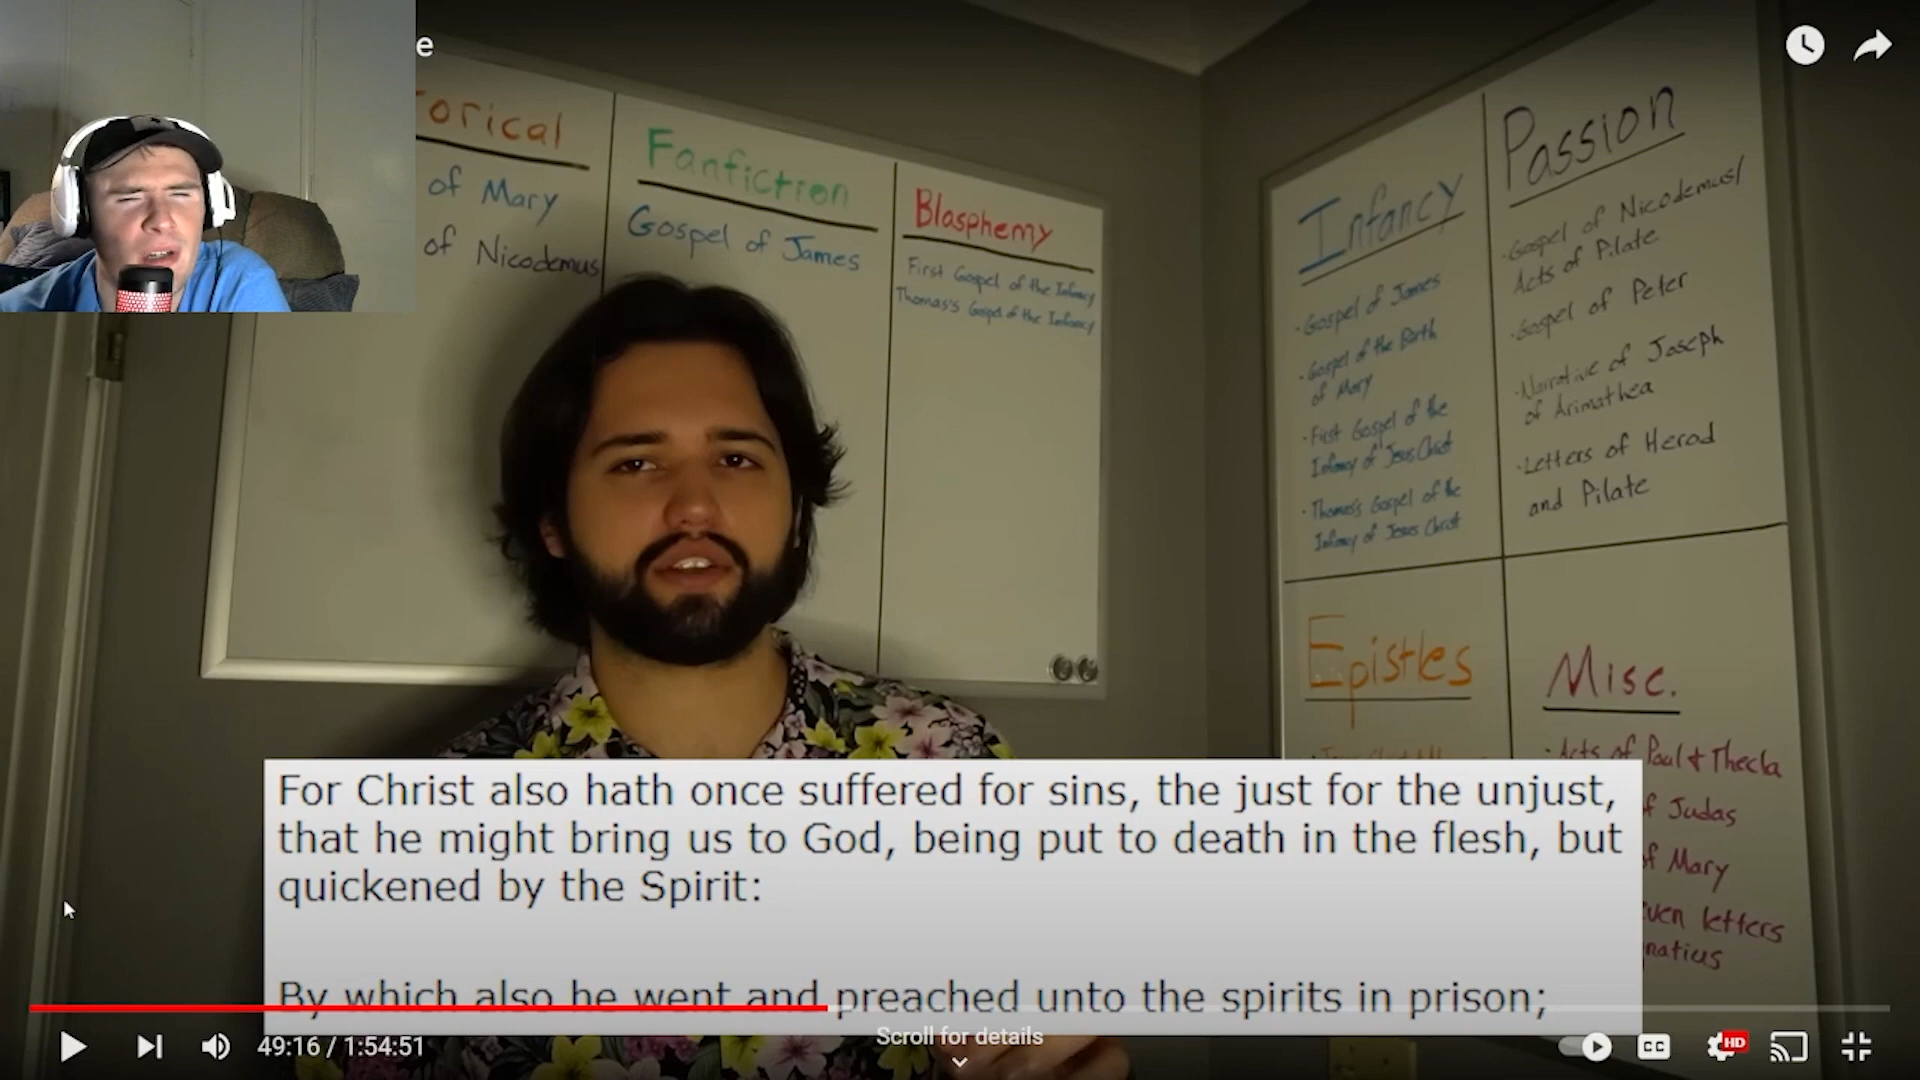 e
orical
of Mary
of Nicodemus
Fanfiction
Gospel of James
Blasphemy
First Gospel of the Infancy
Thomas's Gospel of the Infancy
Infancy
·Gospel of James
·Gospel of the Birth
of Mary
·First Gospel of the
Infancy of Jesus Christ
·Thomas's Gospel of the
Infancy of Jesus Christ
Passion
·Gospel of Nicodemus/
Acts of Pilate
·Gospel of Peter
·Narrative of Joseph
of Arimathea
·Letters of Herod
and Pilate
Epistles
Misc.
·Acts of Paul & Thecla
f Judas
f Mary
even letters
natius
For Christ also hath once suffered for sins, the just for the unjust,
that he might bring us to God, being put to death in the flesh, but
quickened by the Spirit:
By which also he went and preached unto the spirits in prison;
Scroll for details
49:16 / 1:54:51
CC
HD